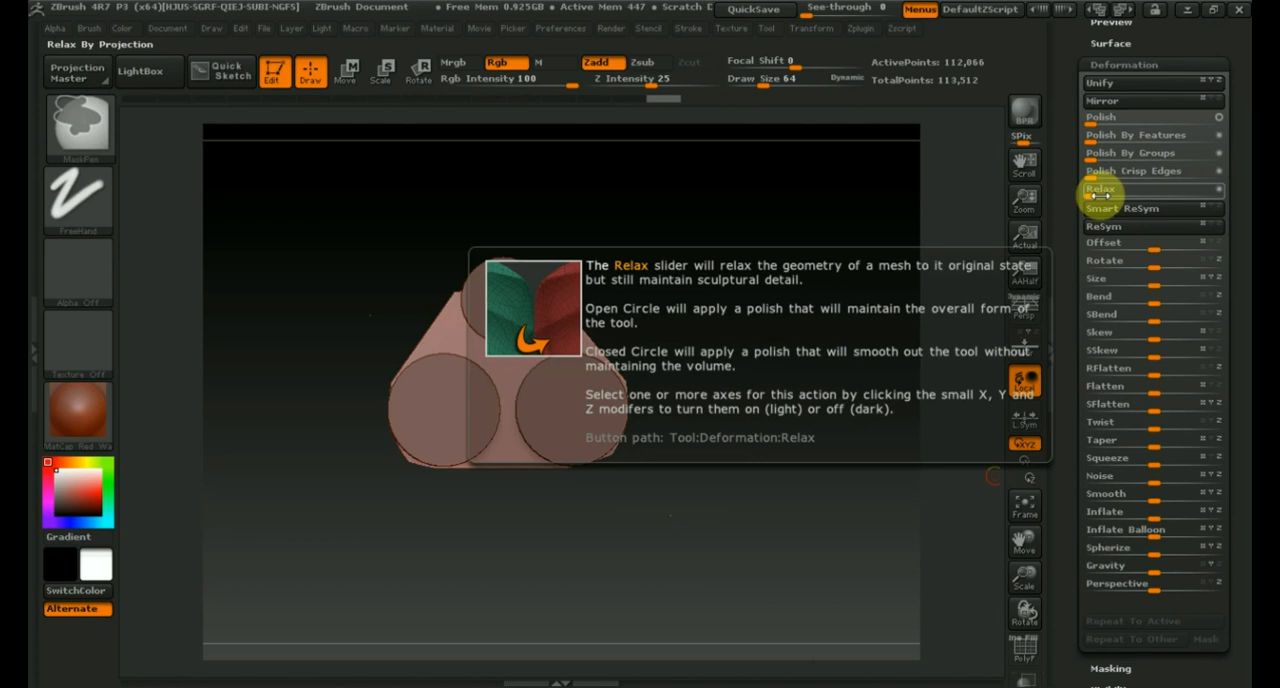 ZBrush 4R7 P3 (x64)[HJUS-SGRF-QIEJ-SUBI-NGFS] ZBrush Document • Free Mem 0.925GB • Active Mem 447 • Scratch D QuickSave See-through 0 Menus DefaultZScript
Alpha Brush Color Document Draw Edit File Layer Light Macro Marker Material Movie Picker Preferences Render Stencil Stroke Texture Tool Transform Zplugin Zscript
Relax By Projection
Projection Master
LightBox
Quick Sketch
Edit
Draw
Move
Scale
Rotate
Mrgb Rgb M
Rgb Intensity 100
Zadd Zsub Zcut
Z Intensity 25
Focal Shift 0
Draw Size 64 Dynamic
ActivePoints: 112,066
TotalPoints: 113,512
MaskPen
FreeHand
Alpha Off
Texture Off
MatCap Red Wa
Gradient
SwitchColor
Alternate
The Relax slider will relax the geometry of a mesh to it original state
but still maintain sculptural detail.
Open Circle will apply a polish that will maintain the overall form of
the tool.
Closed Circle will apply a polish that will smooth out the tool without
maintaining the volume.
Select one or more axes for this action by clicking the small X, Y and
Z modifers to turn them on (light) or off (dark).
Button path: Tool:Deformation:Relax
BPR
SPix
Scroll
Zoom
Actual
AAHalf
Dynamic
Persp
Local
L.Sym
XYZ
Frame
Move
Scale
Rotate
Line Fill
PolyF
Preview
Surface
Deformation
Unify
Mirror
Polish
Polish By Features
Polish By Groups
Polish Crisp Edges
Relax
Smart ReSym
ReSym
Offset
Rotate
Size
Bend
SBend
Skew
SSkew
RFlatten
Flatten
SFlatten
Twist
Taper
Squeeze
Noise
Smooth
Inflate
Inflate Balloon
Spherize
Gravity
Perspective
Repeat To Active
Repeat To Other Mask
Masking